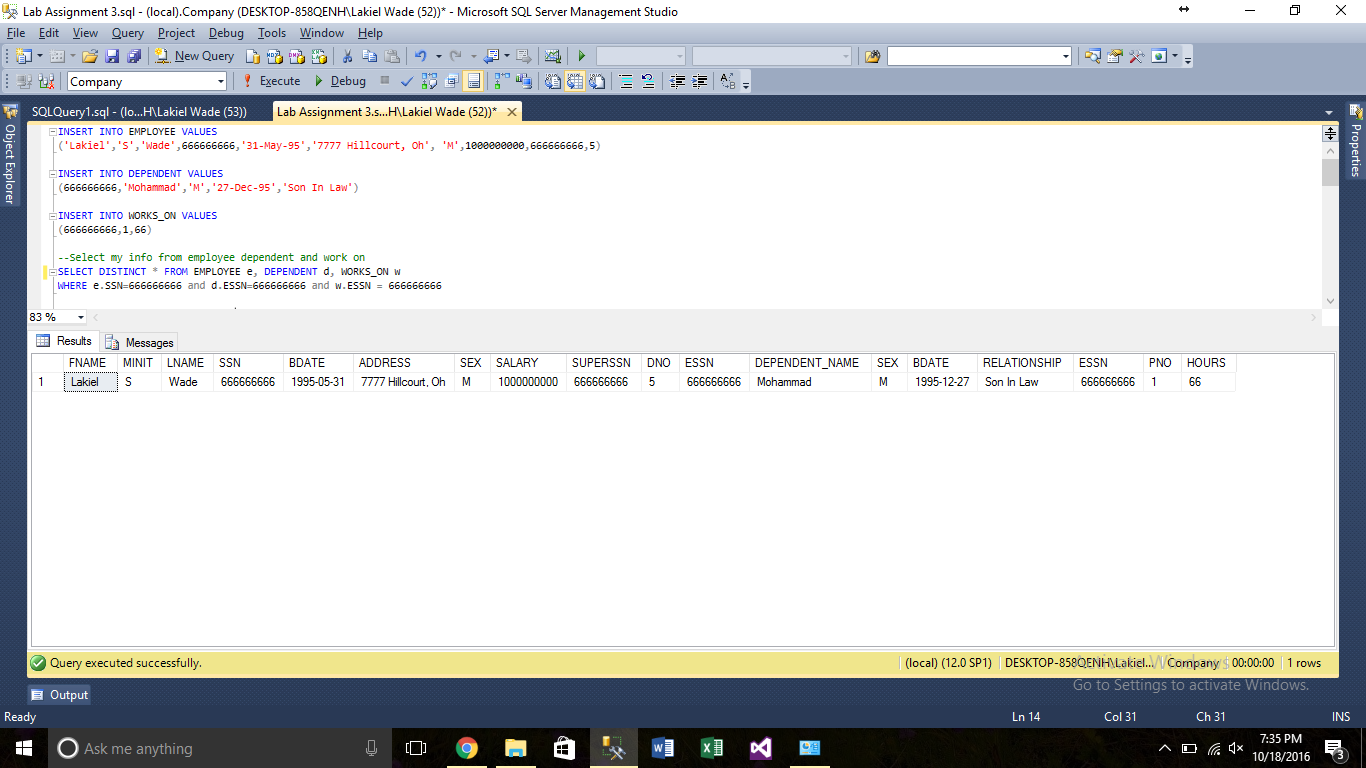 Lab Assignment 3.sql - (local).Company (DESKTOP-858QENH\Lakiel Wade (52))* - Microsoft SQL Server Management Studio
File Edit View Query Project Debug Tools Window Help
New Query
Company Execute Debug
SQLQuery1.sql - (lo...H\Lakiel Wade (53)) Lab Assignment 3.s...H\Lakiel Wade (52))*
Object Explorer
Properties
INSERT INTO EMPLOYEE VALUES
('Lakiel','S','Wade',666666666,'31-May-95','7777 Hillcourt, Oh', 'M',1000000000,666666666,5)
INSERT INTO DEPENDENT VALUES
(666666666,'Mohammad','M','27-Dec-95','Son In Law')
INSERT INTO WORKS_ON VALUES
(666666666,1,66)
--Select my info from employee dependent and work on
SELECT DISTINCT * FROM EMPLOYEE e, DEPENDENT d, WORKS_ON w
WHERE e.SSN=666666666 and d.ESSN=666666666 and w.ESSN = 666666666
83 %
Results Messages
FNAME MINIT LNAME SSN BDATE ADDRESS SEX SALARY SUPERSSN DNO ESSN DEPENDENT_NAME SEX BDATE RELATIONSHIP ESSN PNO HOURS
1 Lakiel S Wade 666666666 1995-05-31 7777 Hillcourt, Oh M 1000000000 666666666 5 666666666 Mohammad M 1995-12-27 Son In Law 666666666 1 66
Query executed successfully. (local) (12.0 SP1) DESKTOP-858QENH\Lakiel... Company 00:00:00 1 rows
Activate Windows
Go to Settings to activate Windows.
Output
Ready Ln 14 Col 31 Ch 31 INS
Ask me anything
7:35 PM
10/18/2016
3